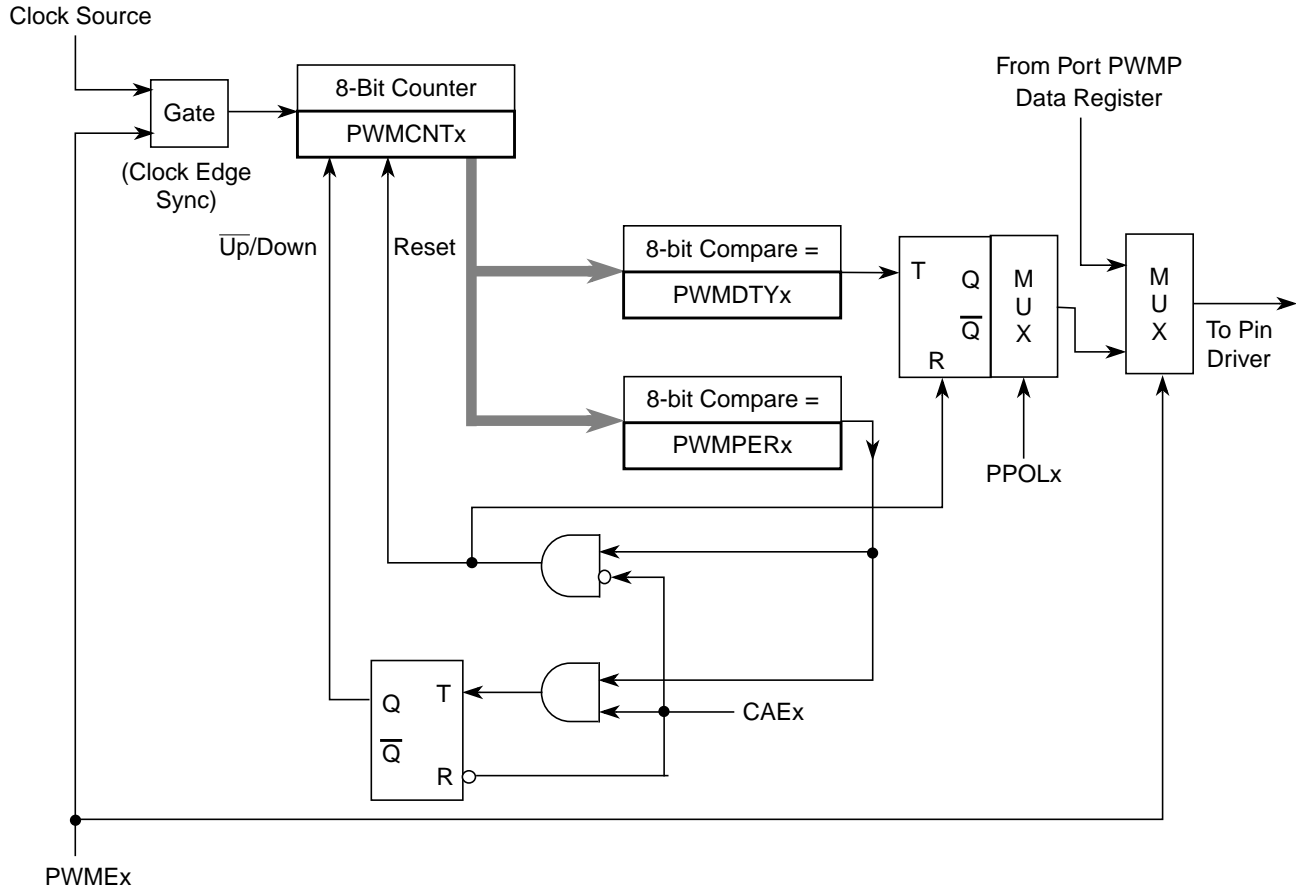 Clock Source
From Port PWMP
Data Register
8-Bit Counter
Gate
PWMCNTx
(Clock Edge
Sync)
U̅p̅/Down
Reset
8-bit Compare =
PWMDTYx
T
Q
Q̅
R
M
U
X
M
U
X
To Pin
Driver
8-bit Compare =
PWMPERx
PPOLx
Q
T
Q̅
R
CAEx
PWMEx